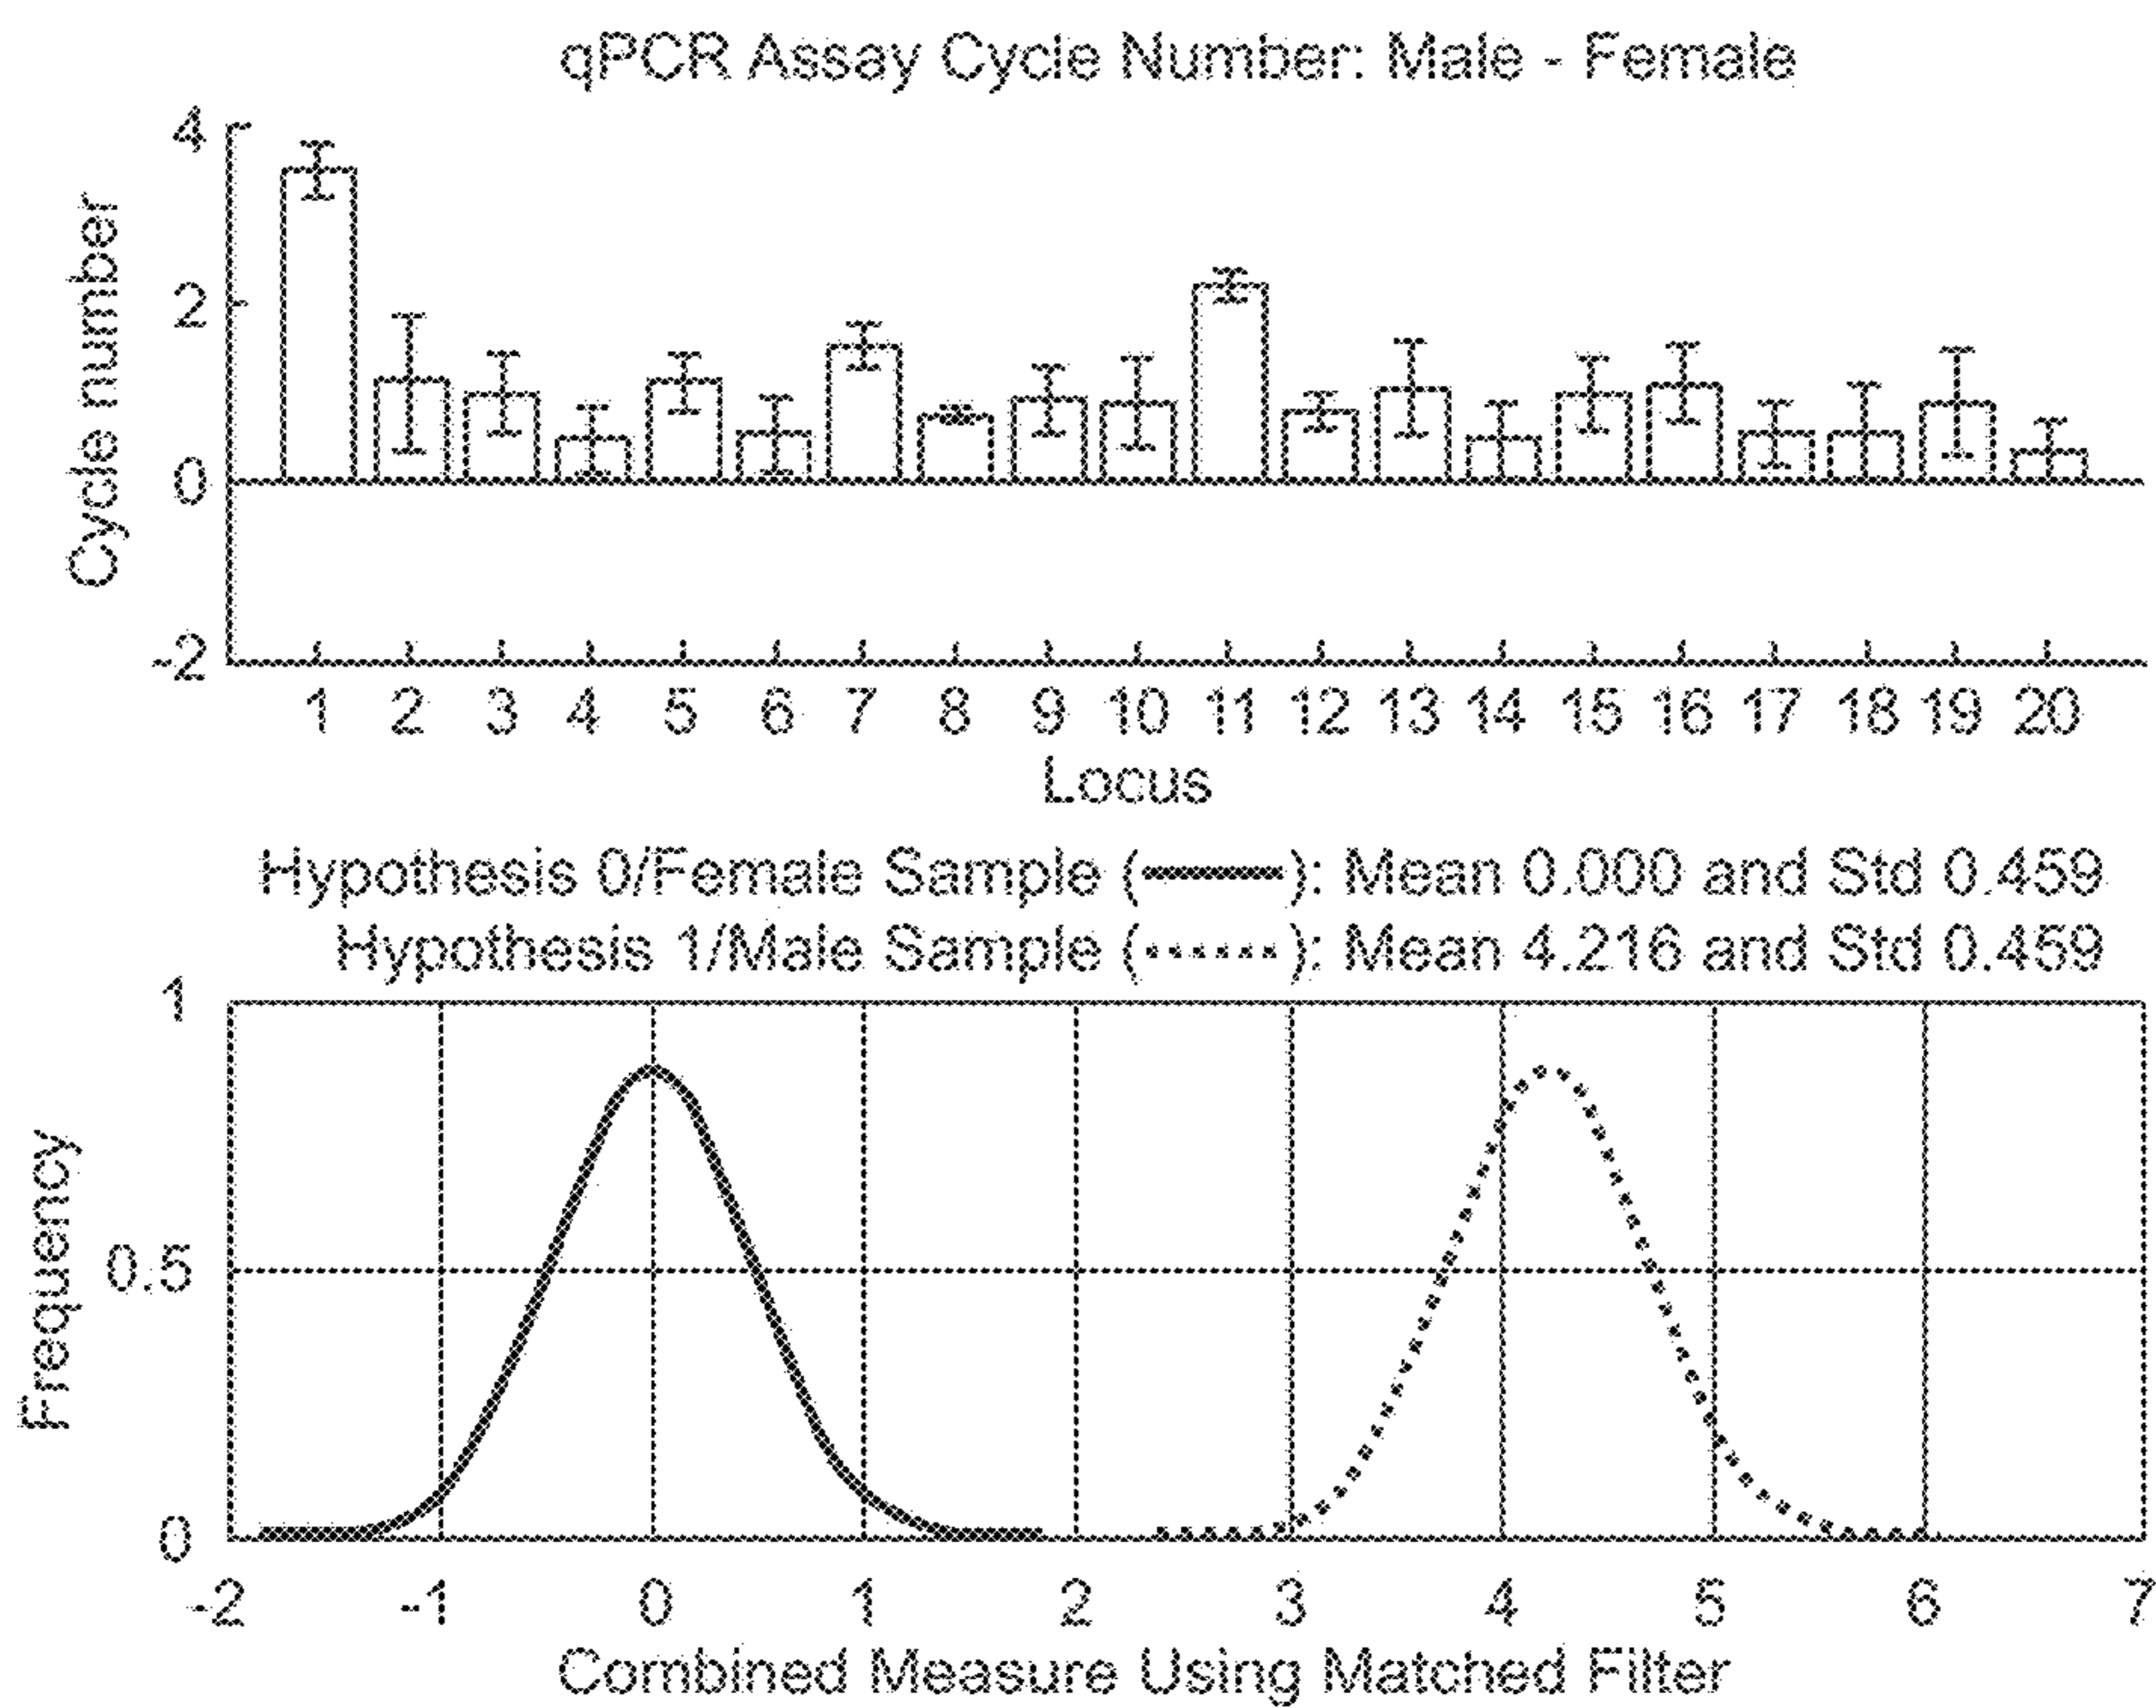 qPCR Assay Cycle Number: Male - Female
4
2
0
-2
Cycle number
1 2 3 4 5 6 7 8 9 10 11 12 13 14 15 16 17 18 19 20
Locus
Hypothesis 0/Female Sample (——): Mean 0.000 and Std 0.459
Hypothesis 1/Male Sample (······): Mean 4.216 and Std 0.459
1
0.5
0
Frequency
-2 -1 0 1 2 3 4 5 6 7
Combined Measure Using Matched Filter